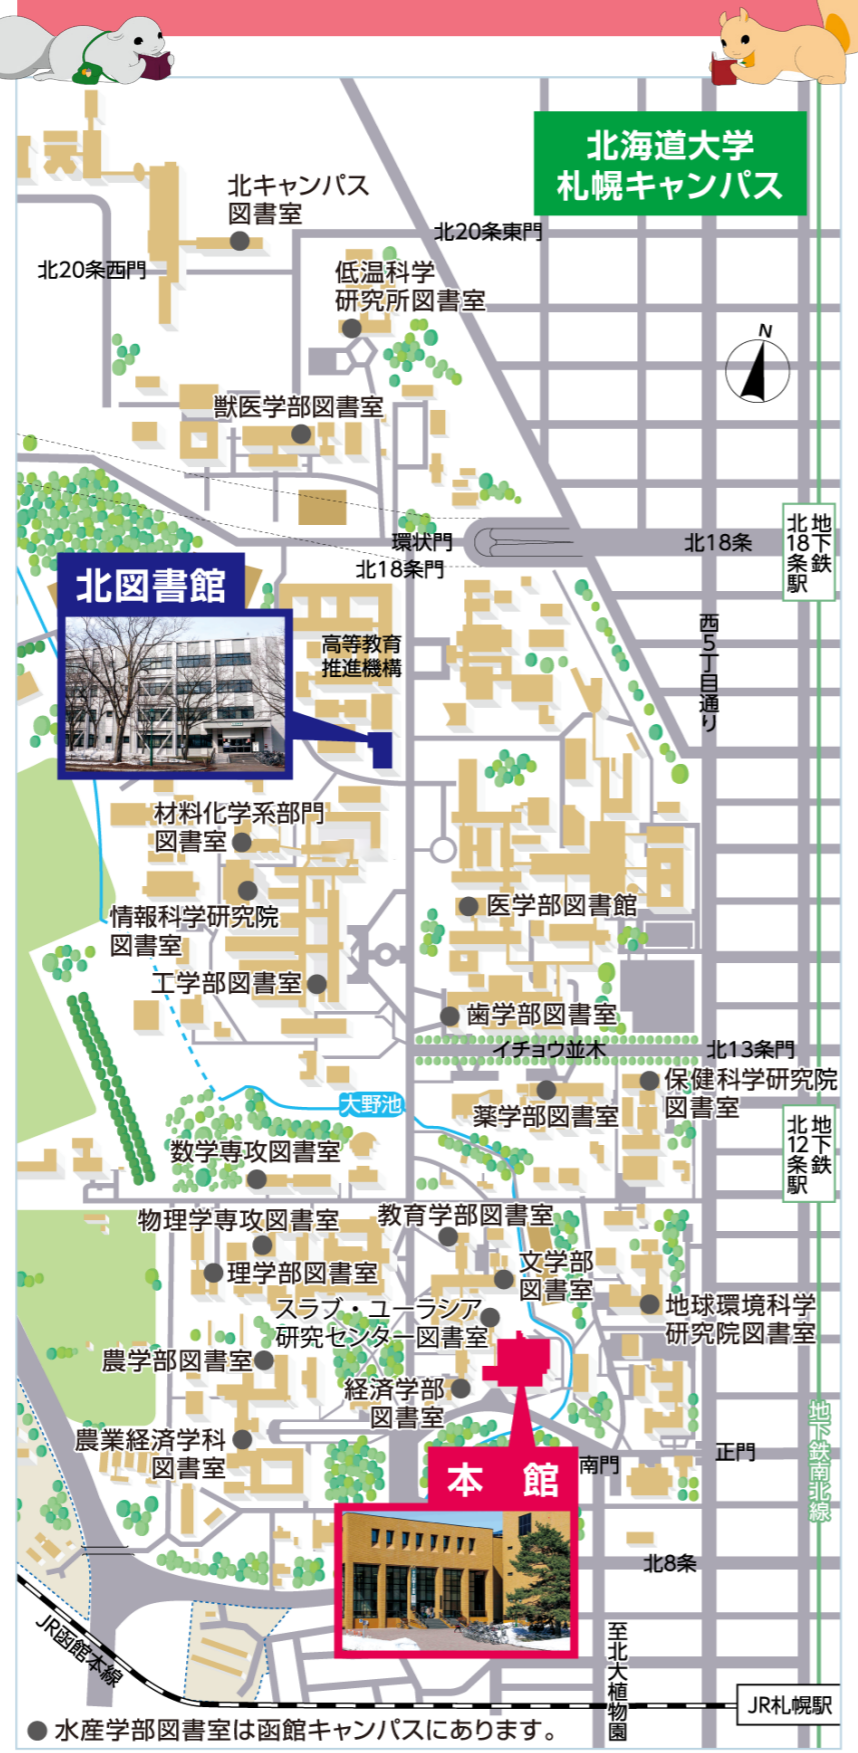 北海道大学
札幌キャンパス
北キャンパス
図書室
北20条東門
北20条西門
低温科学
研究所図書室
N
獣医学部図書室
環状門
北18条
地下鉄
北18条駅
北18条門
北図書館
高等教育
推進機構
西5丁目通り
材料化学系部門
図書室
情報科学研究院
図書室
医学部図書館
工学部図書室
歯学部図書室
イチョウ並木
北13条門
保健科学研究院
図書室
大野池
薬学部図書室
地下鉄
北12条駅
数学専攻図書室
物理学専攻図書室
教育学部図書室
理学部図書室
文学部
図書室
スラブ・ユーラシア
研究センター図書室
地球環境科学
研究院図書室
農学部図書室
経済学部
図書室
農業経済学科
図書室
地下鉄南北線
本 館
南門
正門
北8条
JR函館本線
至北大植物園
JR札幌駅
● 水産学部図書室は函館キャンパスにあります。